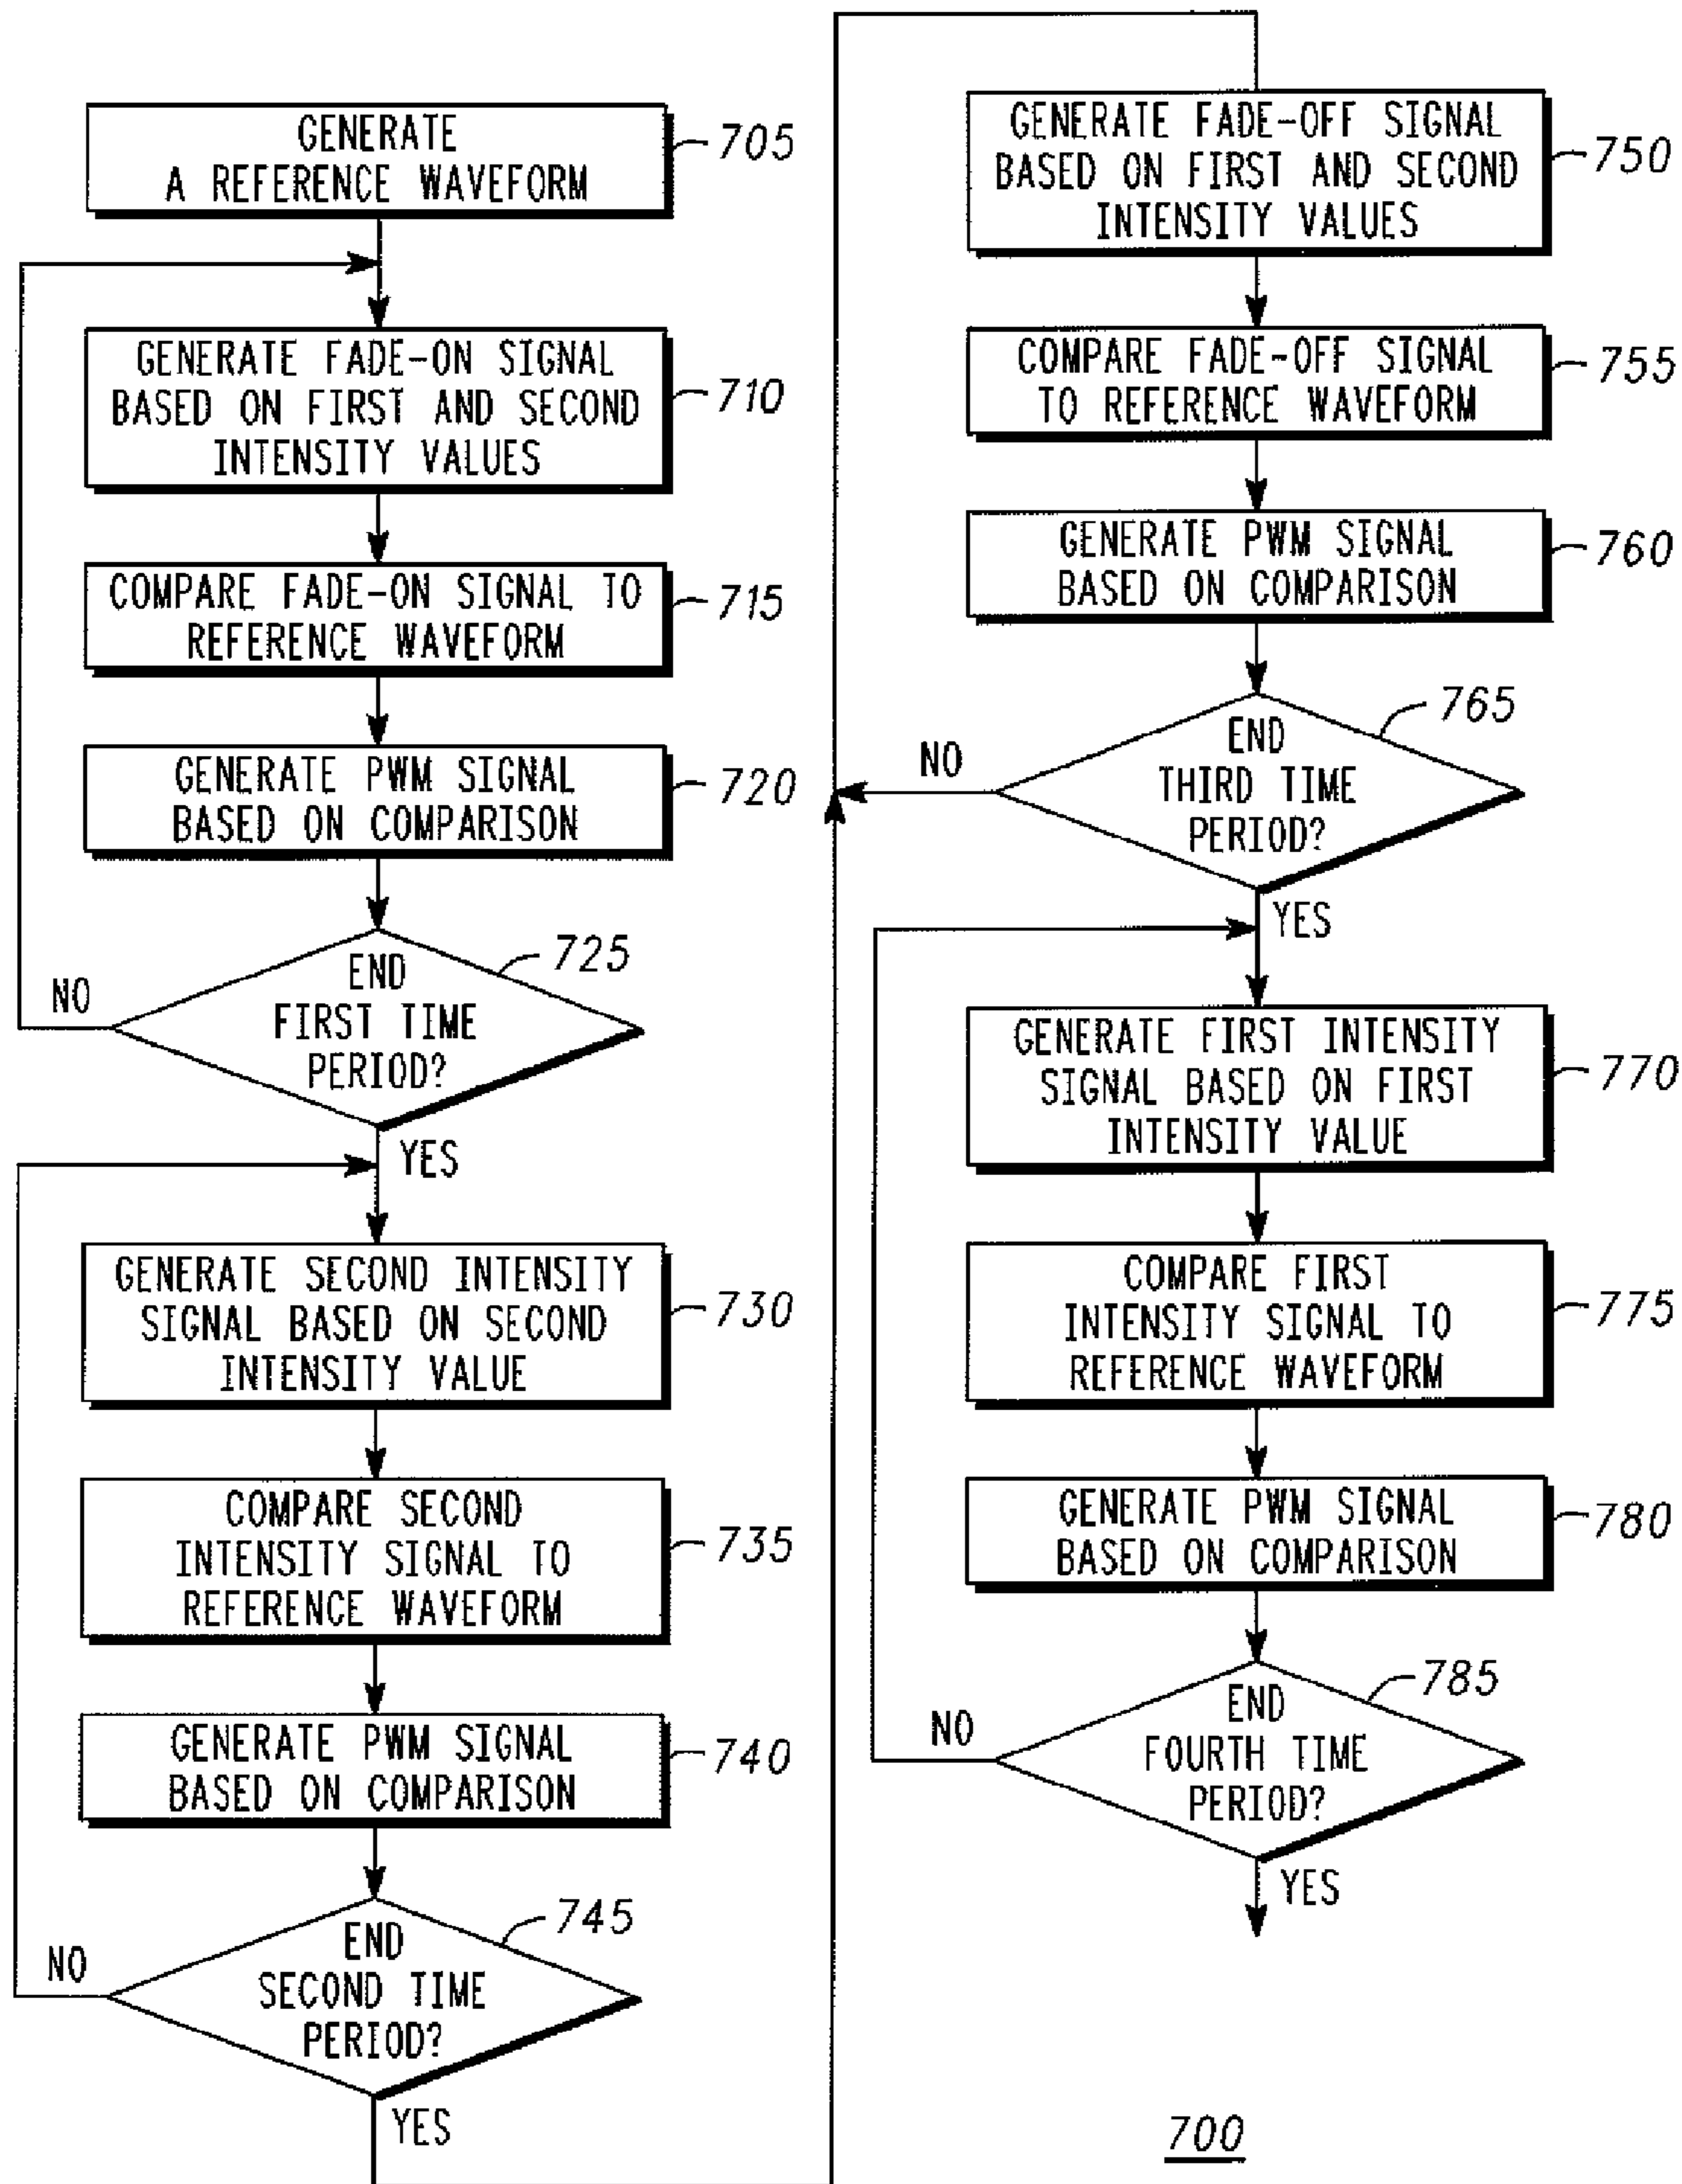 GENERATE
A REFERENCE WAVEFORM
705
GENERATE FADE-ON SIGNAL
BASED ON FIRST AND SECOND
INTENSITY VALUES
710
COMPARE FADE-ON SIGNAL TO
REFERENCE WAVEFORM
715
GENERATE PWM SIGNAL
BASED ON COMPARISON
720
END
FIRST TIME
PERIOD?
725
NO
YES
GENERATE SECOND INTENSITY
SIGNAL BASED ON SECOND
INTENSITY VALUE
730
COMPARE SECOND
INTENSITY SIGNAL TO
REFERENCE WAVEFORM
735
GENERATE PWM SIGNAL
BASED ON COMPARISON
740
END
SECOND TIME
PERIOD?
745
NO
YES
GENERATE FADE-OFF SIGNAL
BASED ON FIRST AND SECOND
INTENSITY VALUES
750
COMPARE FADE-OFF SIGNAL
TO REFERENCE WAVEFORM
755
GENERATE PWM SIGNAL
BASED ON COMPARISON
760
END
THIRD TIME
PERIOD?
765
NO
YES
GENERATE FIRST INTENSITY
SIGNAL BASED ON FIRST
INTENSITY VALUE
770
COMPARE FIRST
INTENSITY SIGNAL TO
REFERENCE WAVEFORM
775
GENERATE PWM SIGNAL
BASED ON COMPARISON
780
END
FOURTH TIME
PERIOD?
785
NO
YES
700